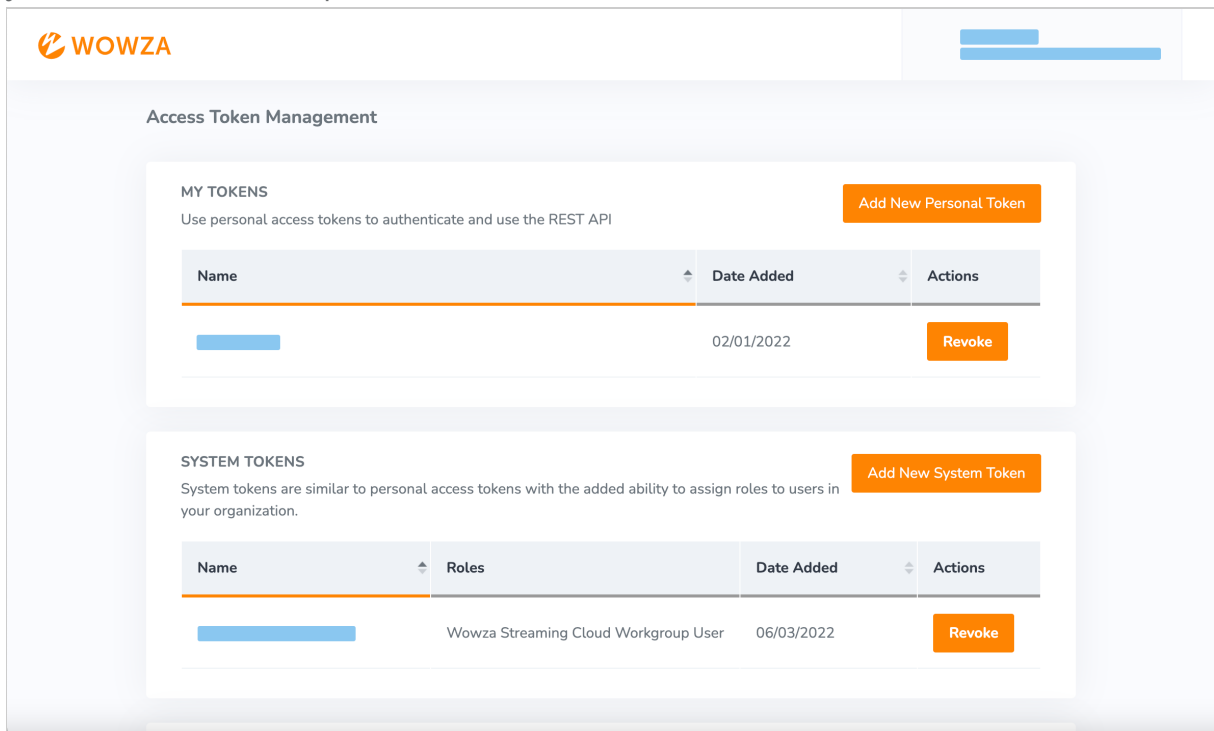 WOWZA
Access Token Management
MY TOKENS
Add New Personal Token
Use personal access tokens to authenticate and use the REST API
Name Date Added Actions
02/01/2022 Revoke
SYSTEM TOKENS
Add New System Token
System tokens are similar to personal access tokens with the added ability to assign roles to users in
your organization.
Name Roles Date Added Actions
Wowza Streaming Cloud Workgroup User 06/03/2022 Revoke